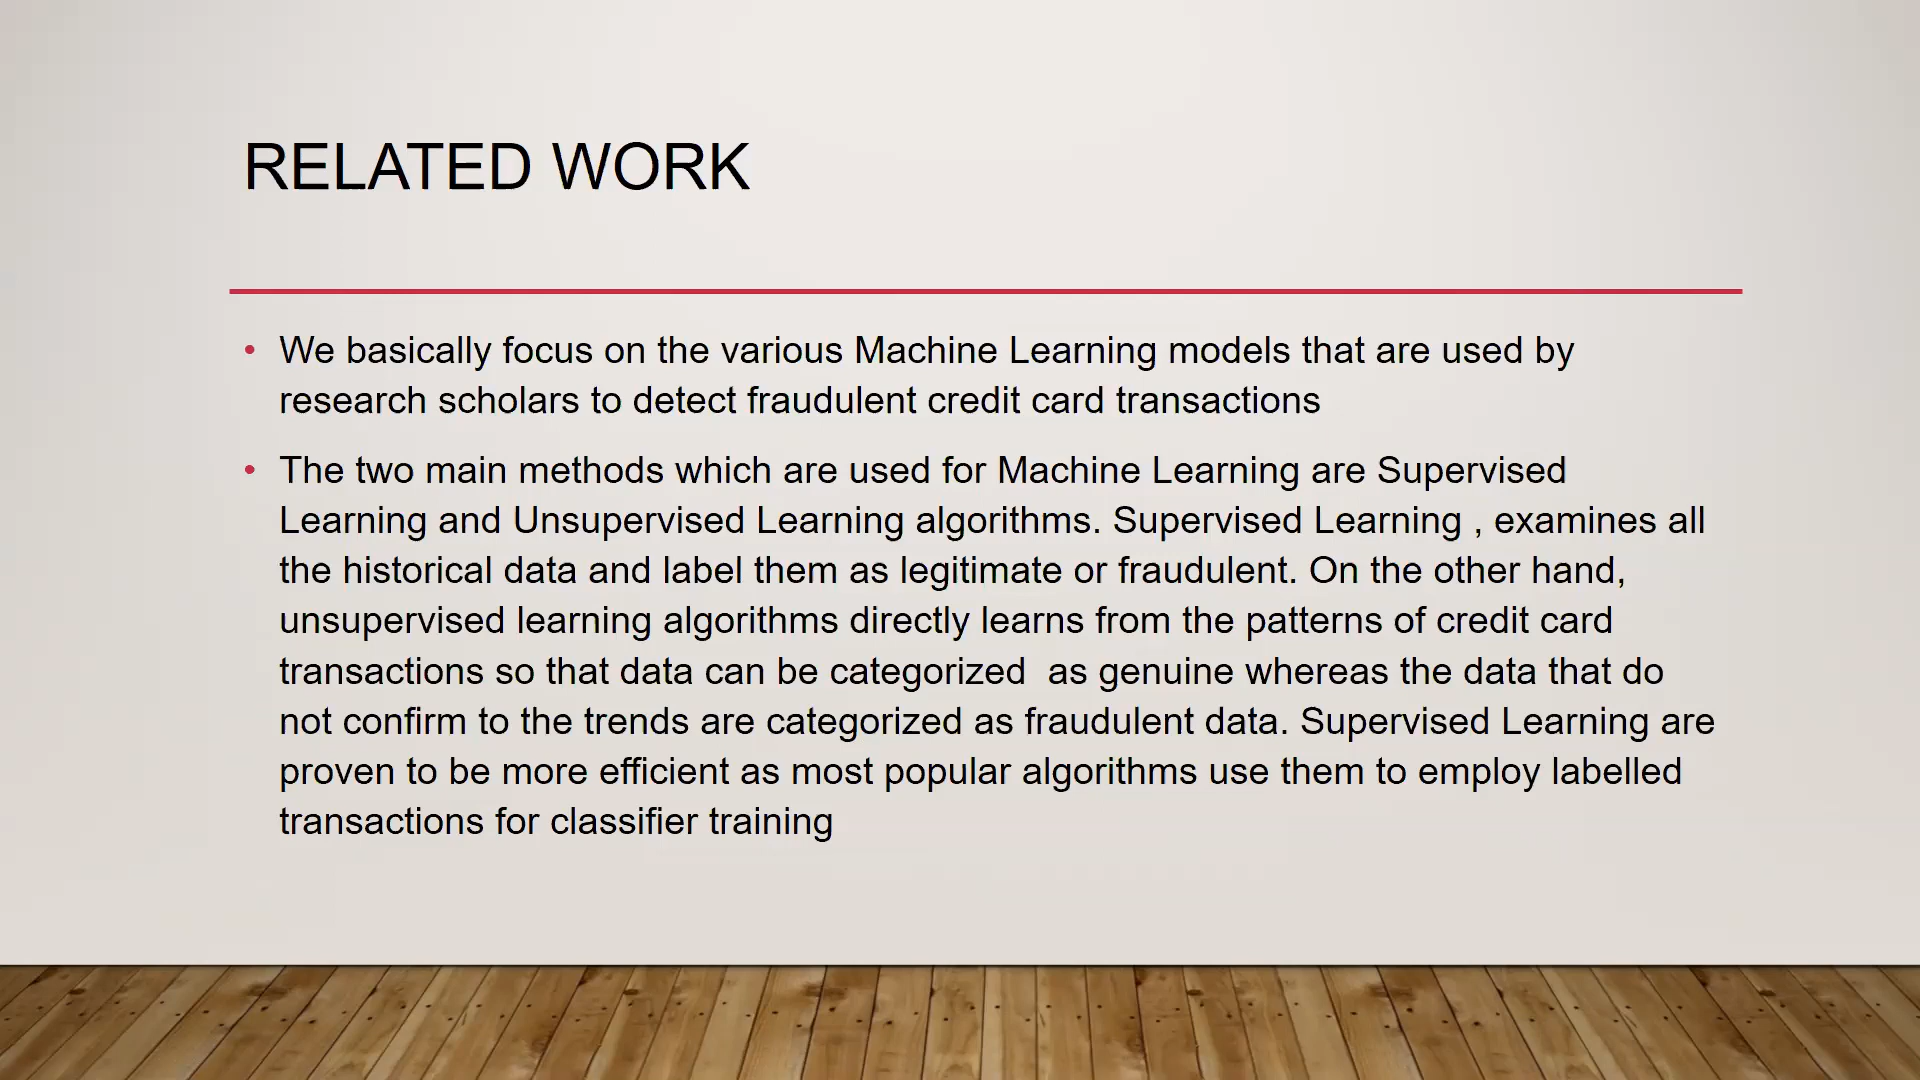 RELATED WORK
• We basically focus on the various Machine Learning models that are used by
research scholars to detect fraudulent credit card transactions
• The two main methods which are used for Machine Learning are Supervised
Learning and Unsupervised Learning algorithms. Supervised Learning , examines all
the historical data and label them as legitimate or fraudulent. On the other hand,
unsupervised learning algorithms directly learns from the patterns of credit card
transactions so that data can be categorized  as genuine whereas the data that do
not confirm to the trends are categorized as fraudulent data. Supervised Learning are
proven to be more efficient as most popular algorithms use them to employ labelled
transactions for classifier training